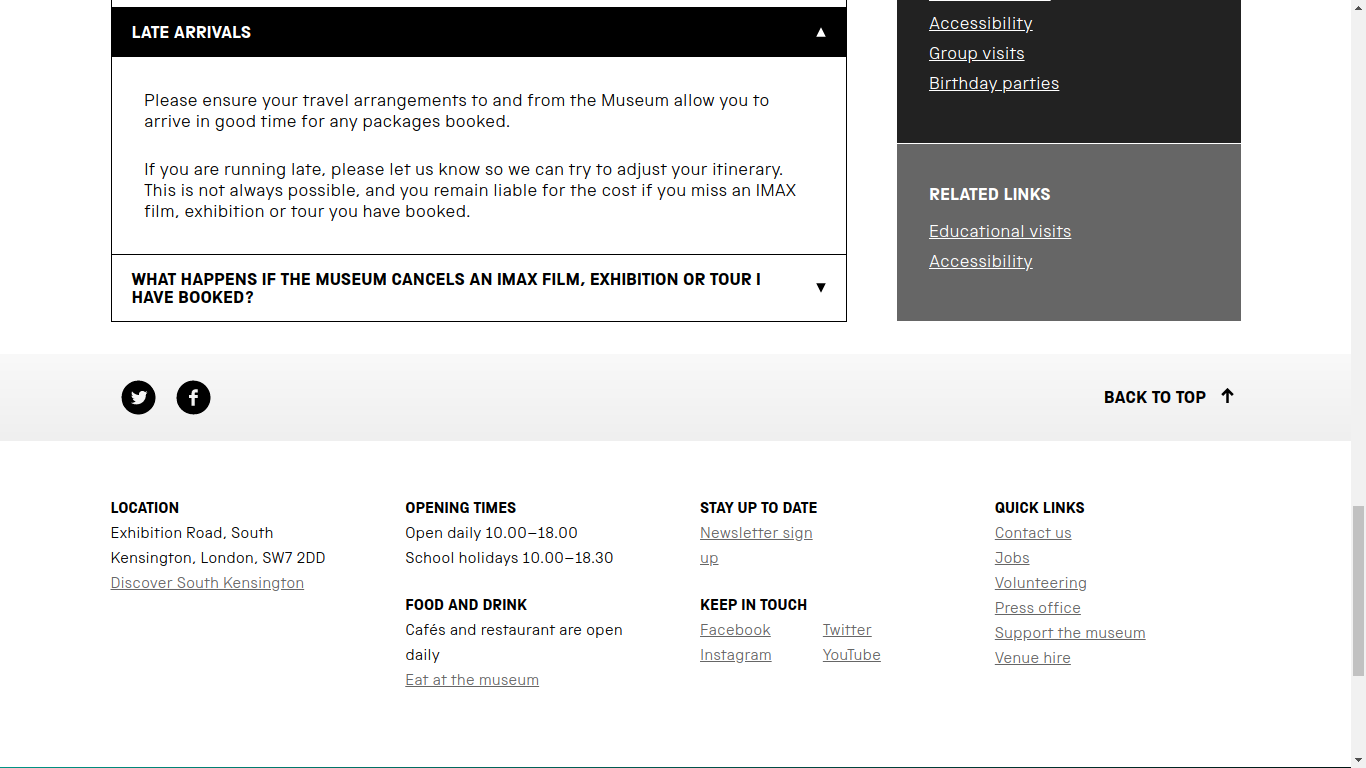 LATE ARRIVALS
Please ensure your travel arrangements to and from the Museum allow you to
arrive in good time for any packages booked.
If you are running late, please let us know so we can try to adjust your itinerary.
This is not always possible, and you remain liable for the cost if you miss an IMAX
film, exhibition or tour you have booked.
WHAT HAPPENS IF THE MUSEUM CANCELS AN IMAX FILM, EXHIBITION OR TOUR I
HAVE BOOKED?
Accessibility
Group visits
Birthday parties
RELATED LINKS
Educational visits
Accessibility
BACK TO TOP
LOCATION
Exhibition Road, South
Kensington, London, SW7 2DD
Discover South Kensington
OPENING TIMES
Open daily 10.00–18.00
School holidays 10.00–18.30
FOOD AND DRINK
Cafés and restaurant are open
daily
Eat at the museum
STAY UP TO DATE
Newsletter sign
up
KEEP IN TOUCH
Facebook Twitter
Instagram YouTube
QUICK LINKS
Contact us
Jobs
Volunteering
Press office
Support the museum
Venue hire